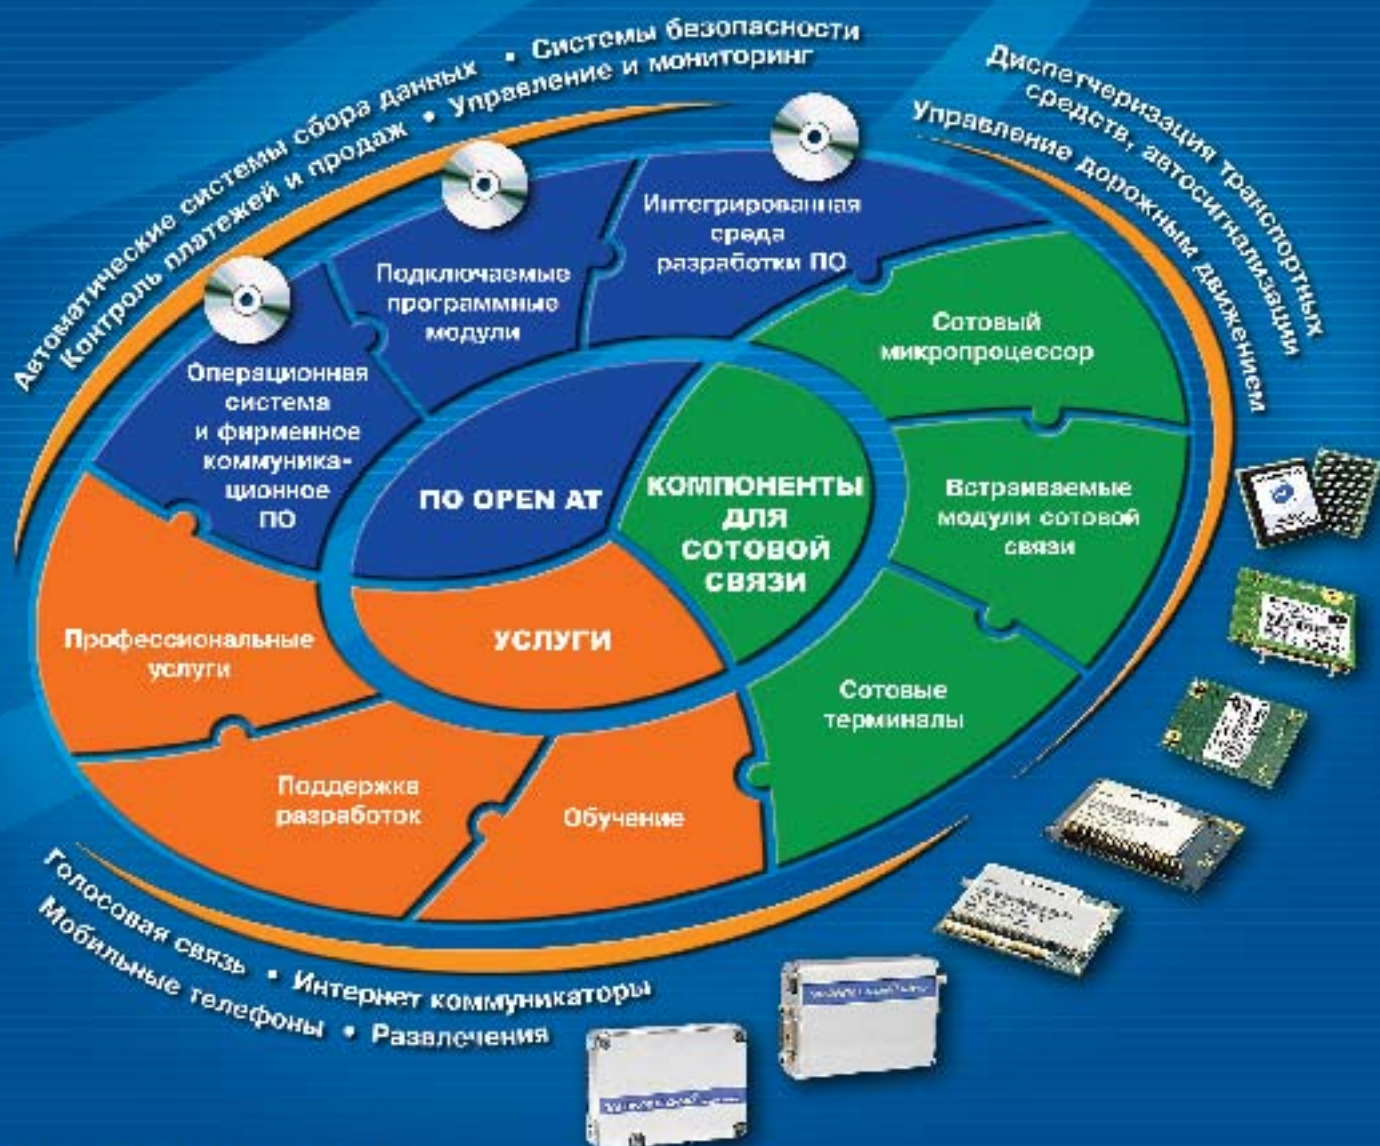 Автоматические системы сбора данных • Системы безопасности
Контроль платежей и продаж • Управление и мониторинг
Диспетчеризация транспортных
средств, автосигнализации
Управление дорожным движением
Интегрированная
среда
разработки ПО
Подключаемые
программные
модули
Операционная
система
и фирменное
коммуника-
ционное
ПО
Сотовый
микропроцессор
Встраиваемые
модули сотовой
связи
Сотовые
терминалы
ПО OPEN AT
КОМПОНЕНТЫ
ДЛЯ
СОТОВОЙ
СВЯЗИ
УСЛУГИ
Профессиональные
услуги
Поддержка
разработок
Обучение
Голосовая связь • Интернет коммуникаторы
Мобильные телефоны • Развлечения